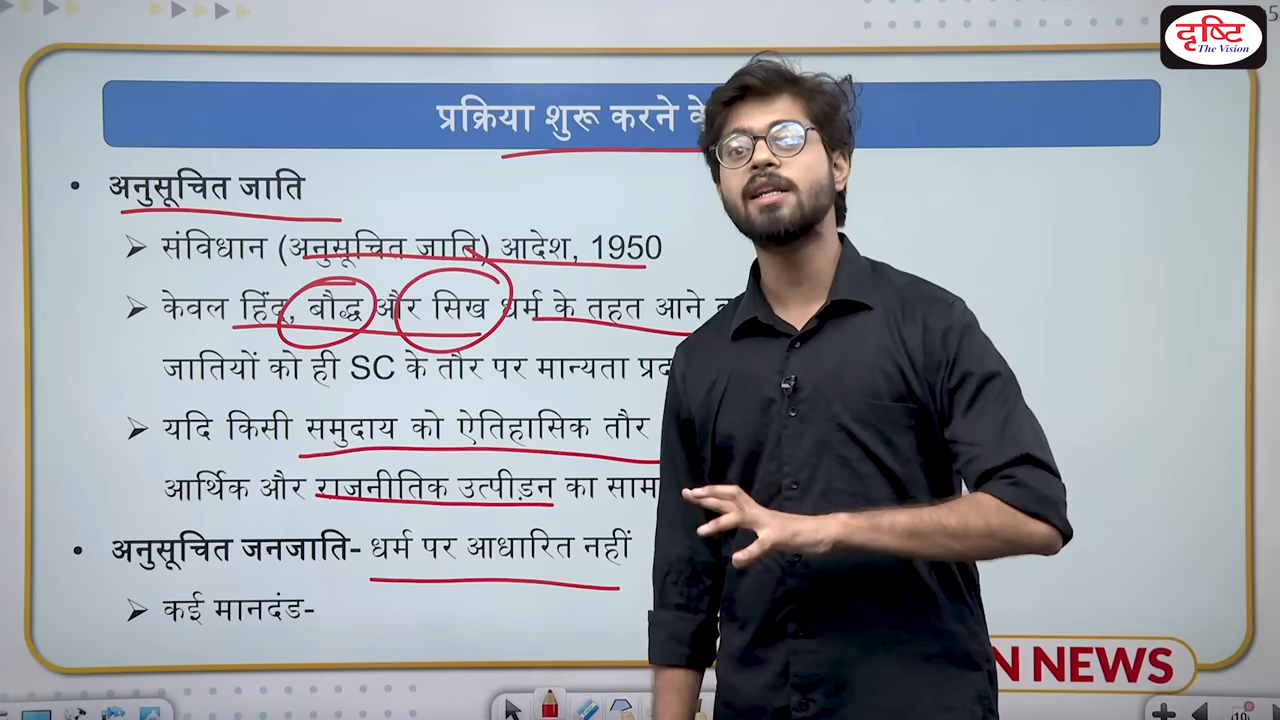 दृष्टि
The Vision
प्रक्रिया शुरू करने
अनुसूचित जाति
संविधान (अनुसूचित जाति) आदेश, 1950
केवल हिंदू, बौद्ध और सिख धर्म के तहत आने
जातियों को ही SC के तौर पर मान्यता
यदि किसी समुदाय को ऐतिहासिक तौर
आर्थिक और राजनीतिक उत्पीड़न का
अनुसूचित जनजाति- धर्म पर आधारित नहीं
कई मानदंड-
N NEWS